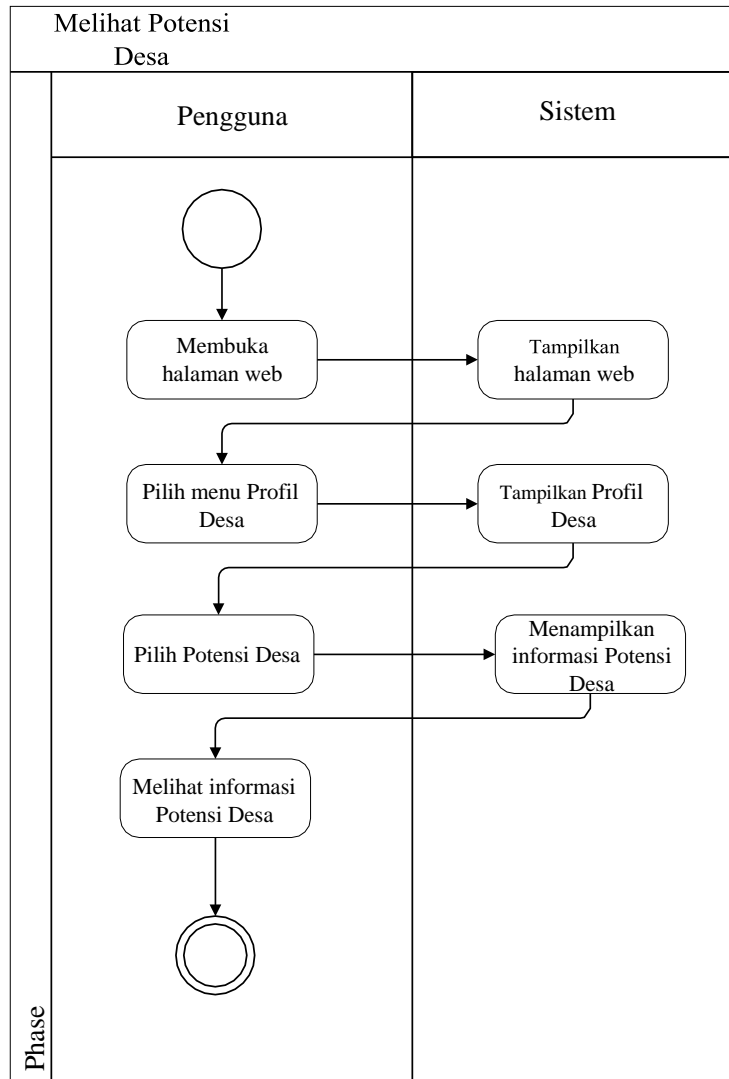 Melihat Potensi
Desa
Pengguna
Sistem
Membuka
halaman web
Tampilkan
halaman web
Pilih menu Profil
Desa
Tampilkan Profil
Desa
Pilih Potensi Desa
Menampilkan
informasi Potensi
Desa
Melihat informasi
Potensi Desa
Phase